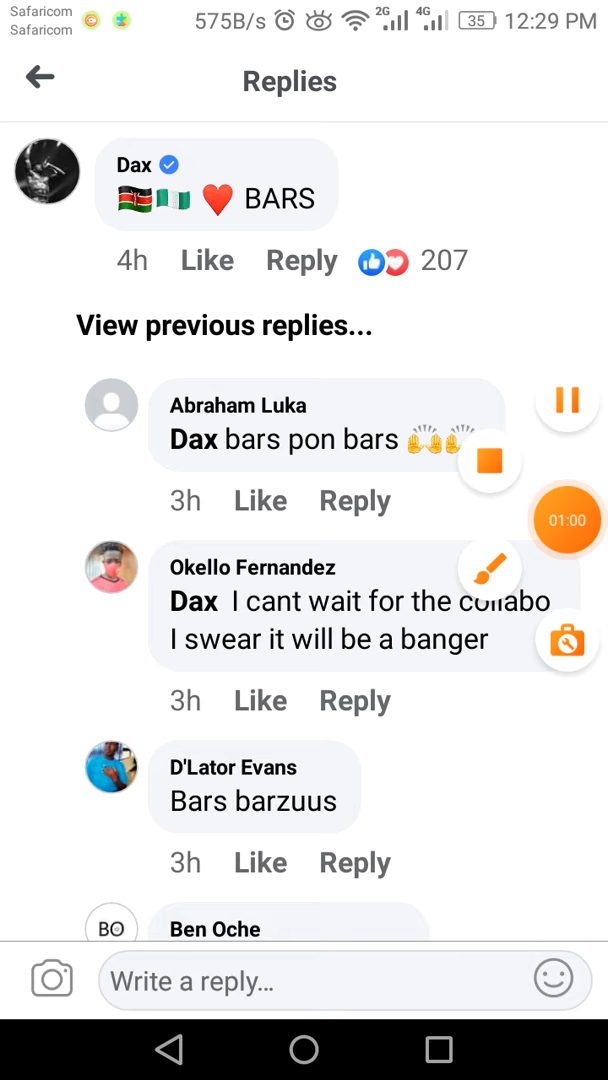 Safaricom
Safaricom
575B/s 2G 4G 35 12:29 PM
Replies
Dax
🇰🇪🇳🇬 ❤️ BARS
4h Like Reply 207
View previous replies...
Abraham Luka
Dax bars pon bars 🙌🙌
3h Like Reply
01:00
Okello Fernandez
Dax I cant wait for the collabo
I swear it will be a banger
3h Like Reply
D'Lator Evans
Bars barzuus
3h Like Reply
BO
Ben Oche
Write a reply...